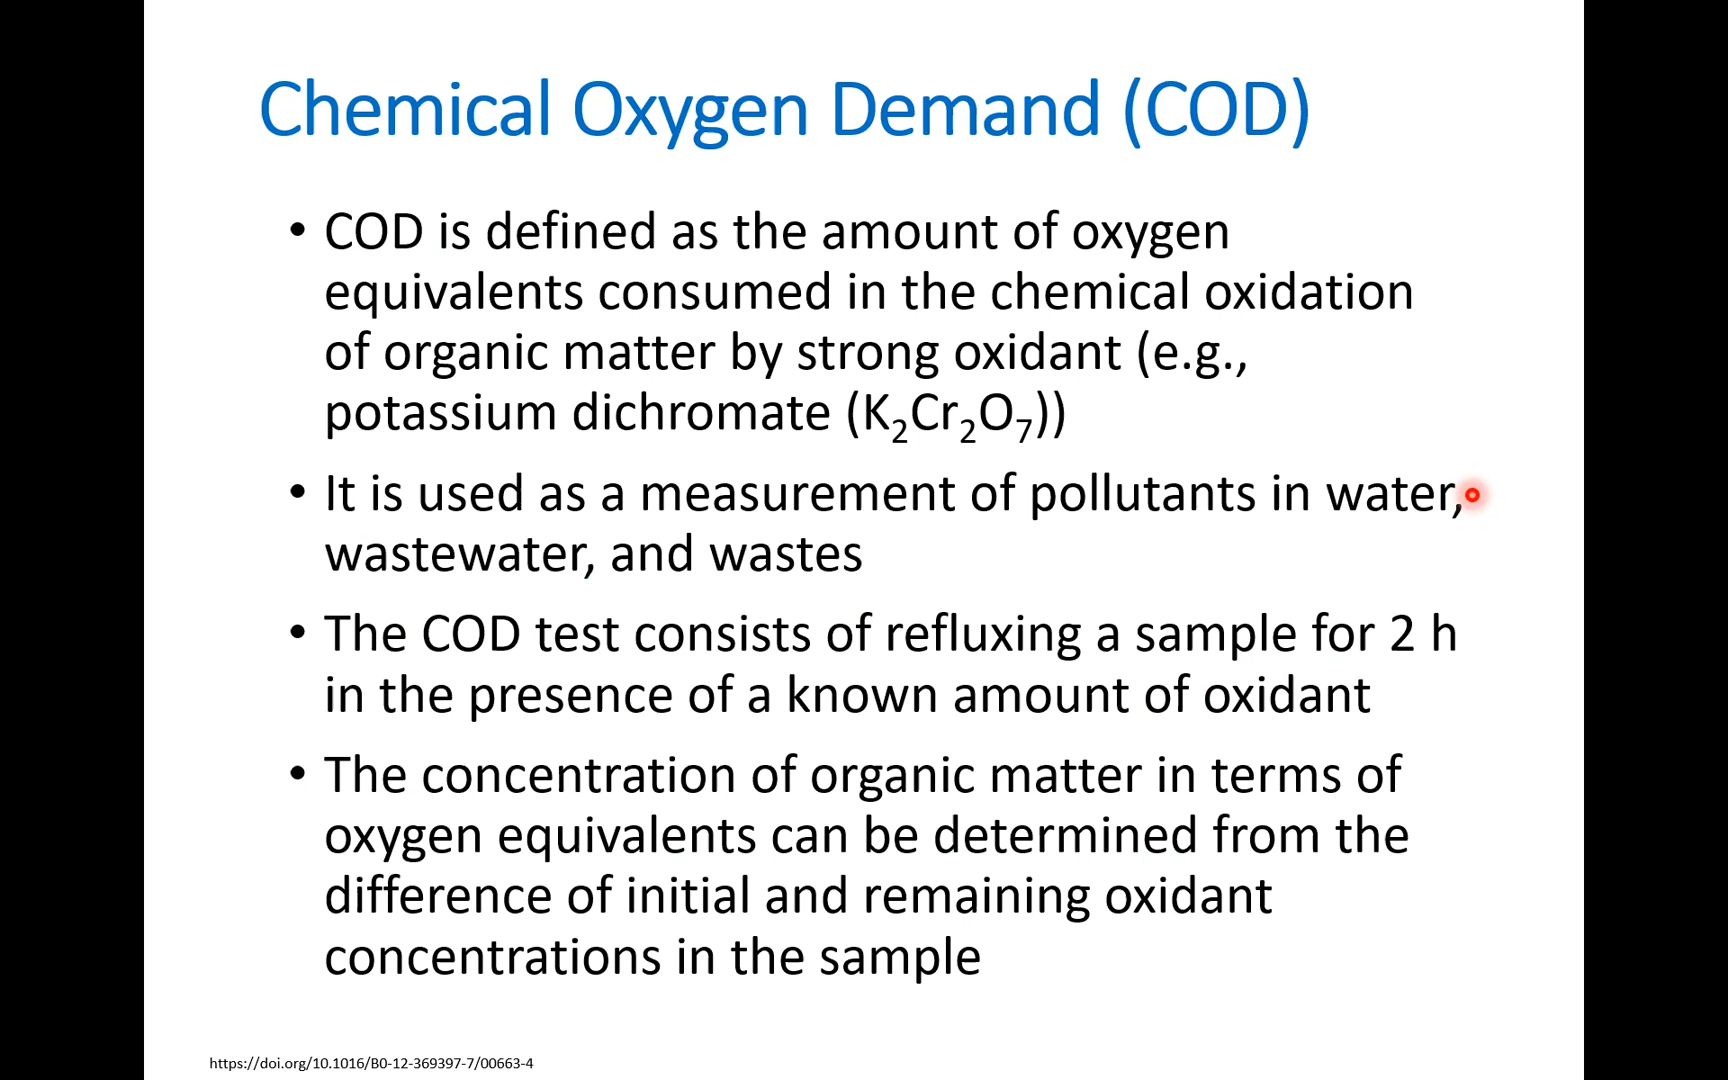 Chemical Oxygen Demand (COD)
• COD is defined as the amount of oxygen
equivalents consumed in the chemical oxidation
of organic matter by strong oxidant (e.g.,
potassium dichromate (K₂Cr₂O₇))
• It is used as a measurement of pollutants in water,
wastewater, and wastes
• The COD test consists of refluxing a sample for 2 h
in the presence of a known amount of oxidant
• The concentration of organic matter in terms of
oxygen equivalents can be determined from the
difference of initial and remaining oxidant
concentrations in the sample
https://doi.org/10.1016/B0-12-369397-7/00663-4